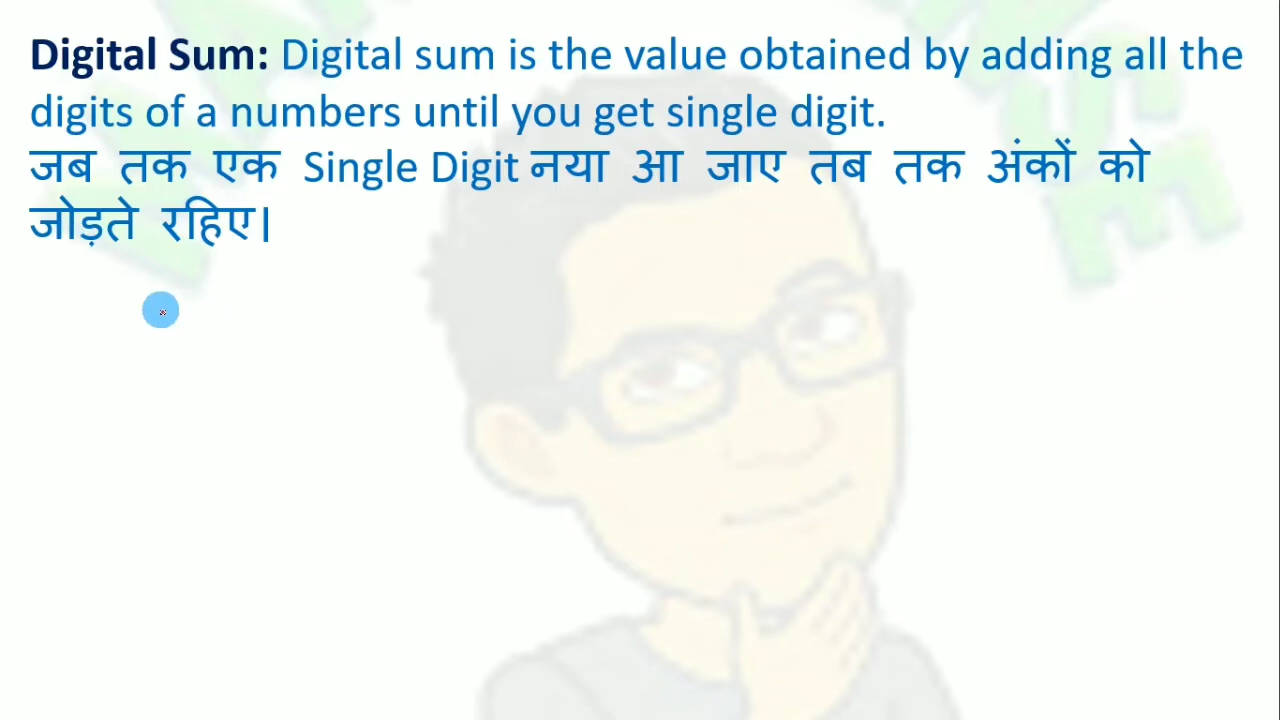 Digital Sum: Digital sum is the value obtained by adding all the
digits of a numbers until you get single digit.
जब तक एक Single Digit नया आ जाए तब तक अंकों को
जोड़ते रहिए।